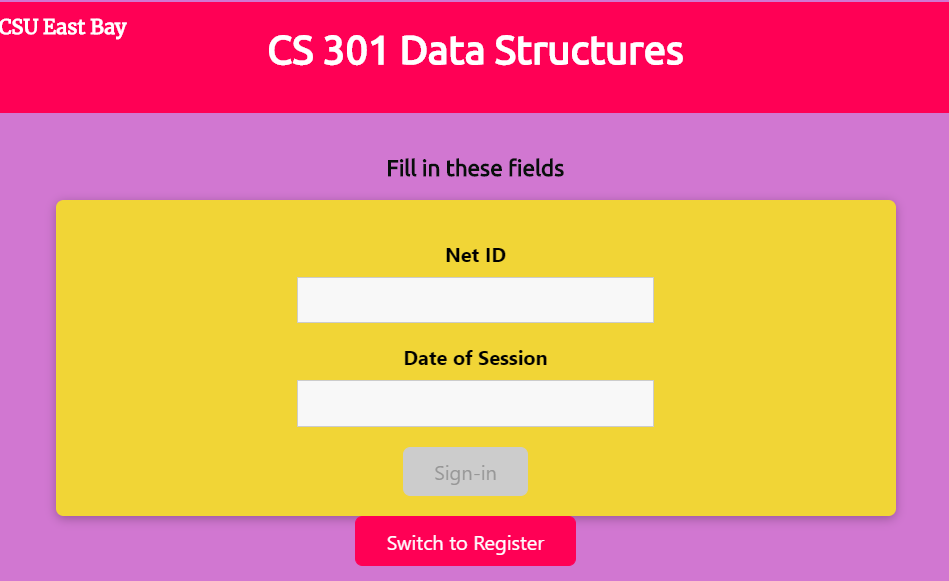 CSU East Bay
CS 301 Data Structures
Fill in these fields
Net ID
Date of Session
Sign-in
Switch to Register